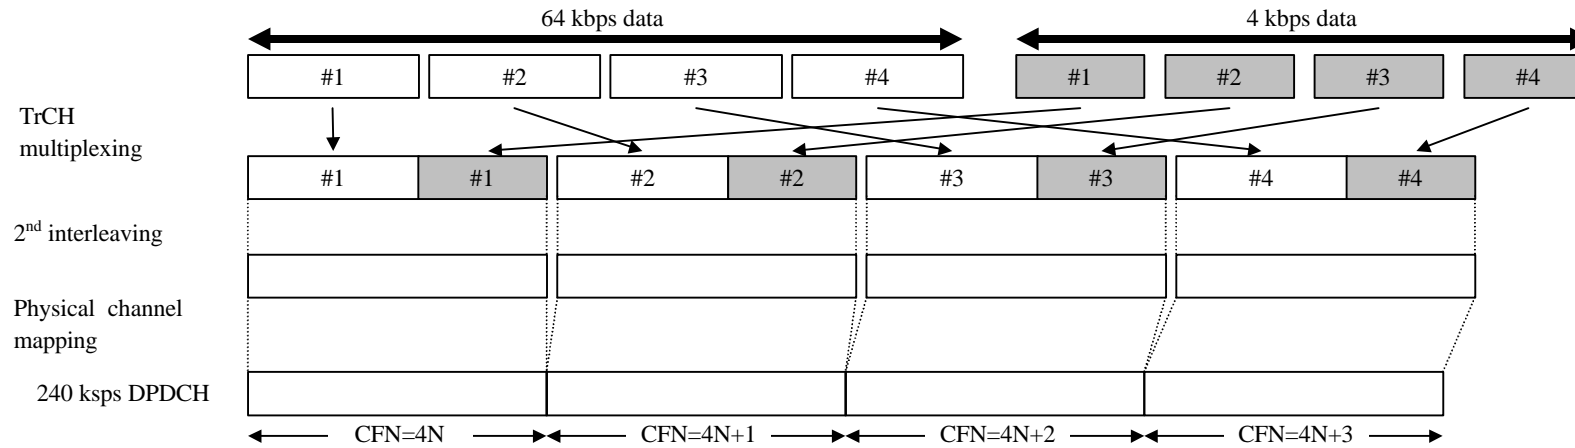 64 kbps data 4 kbps data
#1 #2 #3 #4 #1 #2 #3 #4
TrCH
multiplexing
#1 #1 #2 #2 #3 #3 #4 #4
2nd interleaving
Physical channel
mapping
240 ksps DPDCH
CFN=4N CFN=4N+1 CFN=4N+2 CFN=4N+3